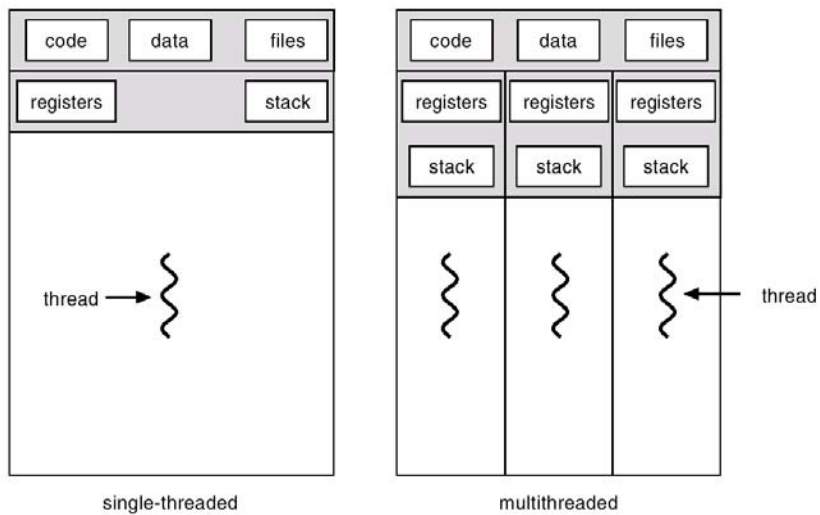 code data files
registers stack
thread
single-threaded
code data files
registers registers registers
stack stack stack
thread
multithreaded